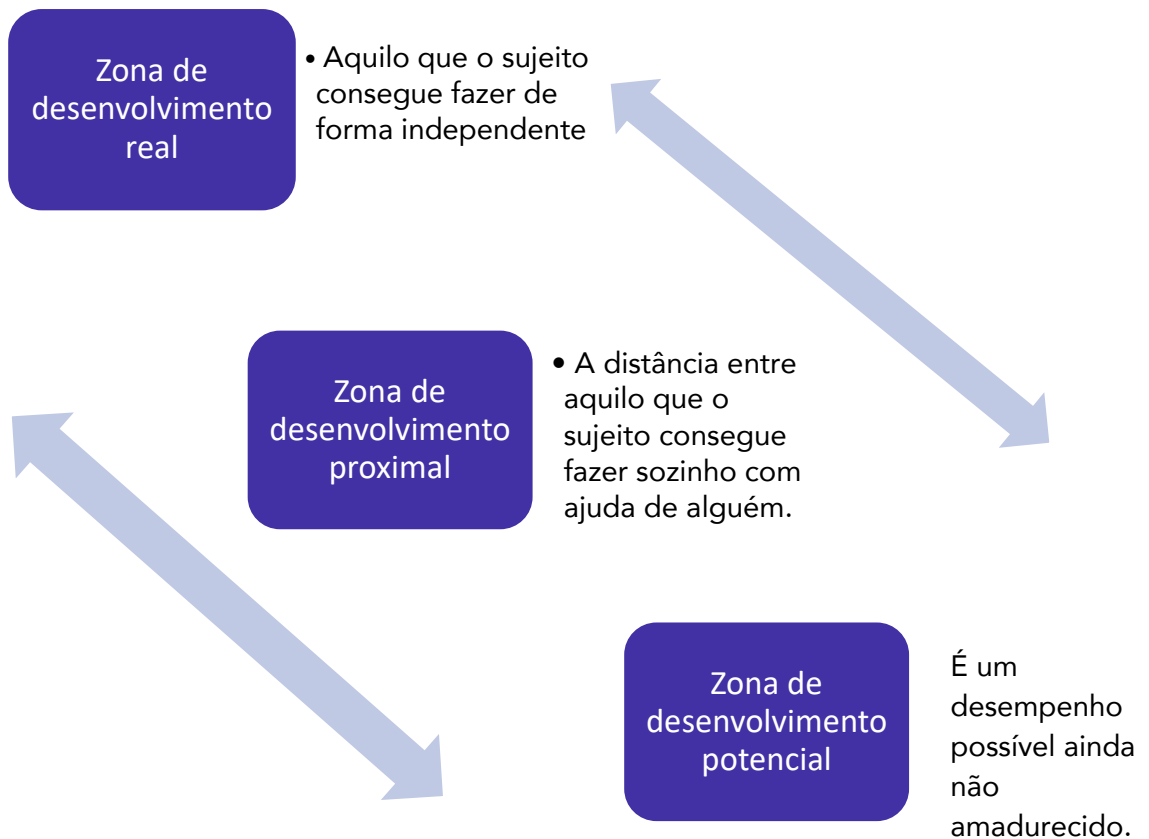 Zona de
desenvolvimento
real
• Aquilo que o sujeito
consegue fazer de
forma independente
Zona de
desenvolvimento
proximal
• A distância entre
aquilo que o
sujeito consegue
fazer sozinho com
ajuda de alguém.
Zona de
desenvolvimento
potencial
É um
desempenho
possível ainda
não
amadurecido.